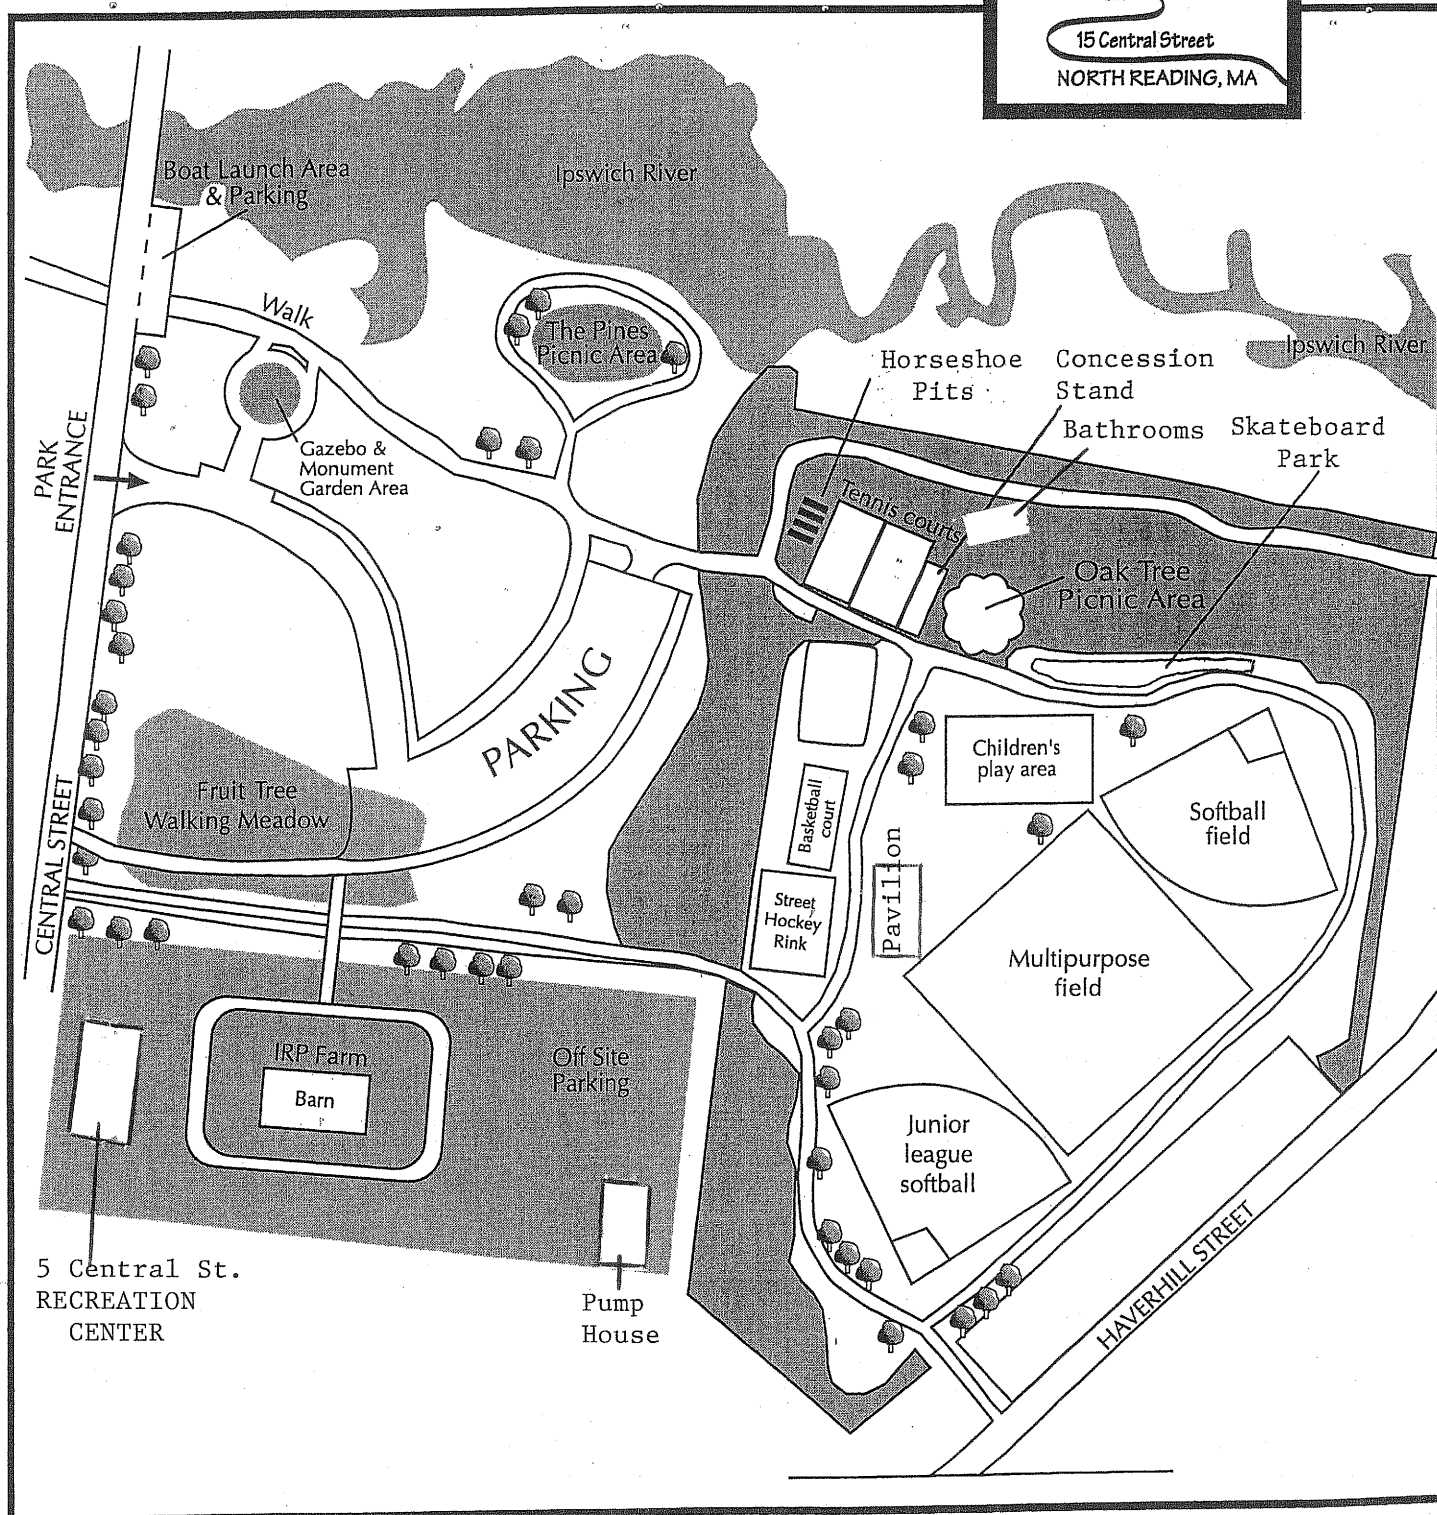 15 Central Street
NORTH READING, MA
Boat Launch Area
& Parking
Ipswich River
Walk
The Pines
Picnic Area
Ipswich River
Horseshoe
Pits
Concession
Stand
Bathrooms
Skateboard
Park
PARK
ENTRANCE
Gazebo &
Monument
Garden Area
Tennis courts
Oak Tree
Picnic Area
PARKING
Children's
play area
Softball
field
Fruit Tree
Walking Meadow
Basketball
court
Pavilion
CENTRAL STREET
Street
Hockey
Rink
Multipurpose
field
IRP Farm
Barn
Off Site
Parking
Junior
league
softball
HAVERHILL STREET
5 Central St.
RECREATION
CENTER
Pump
House